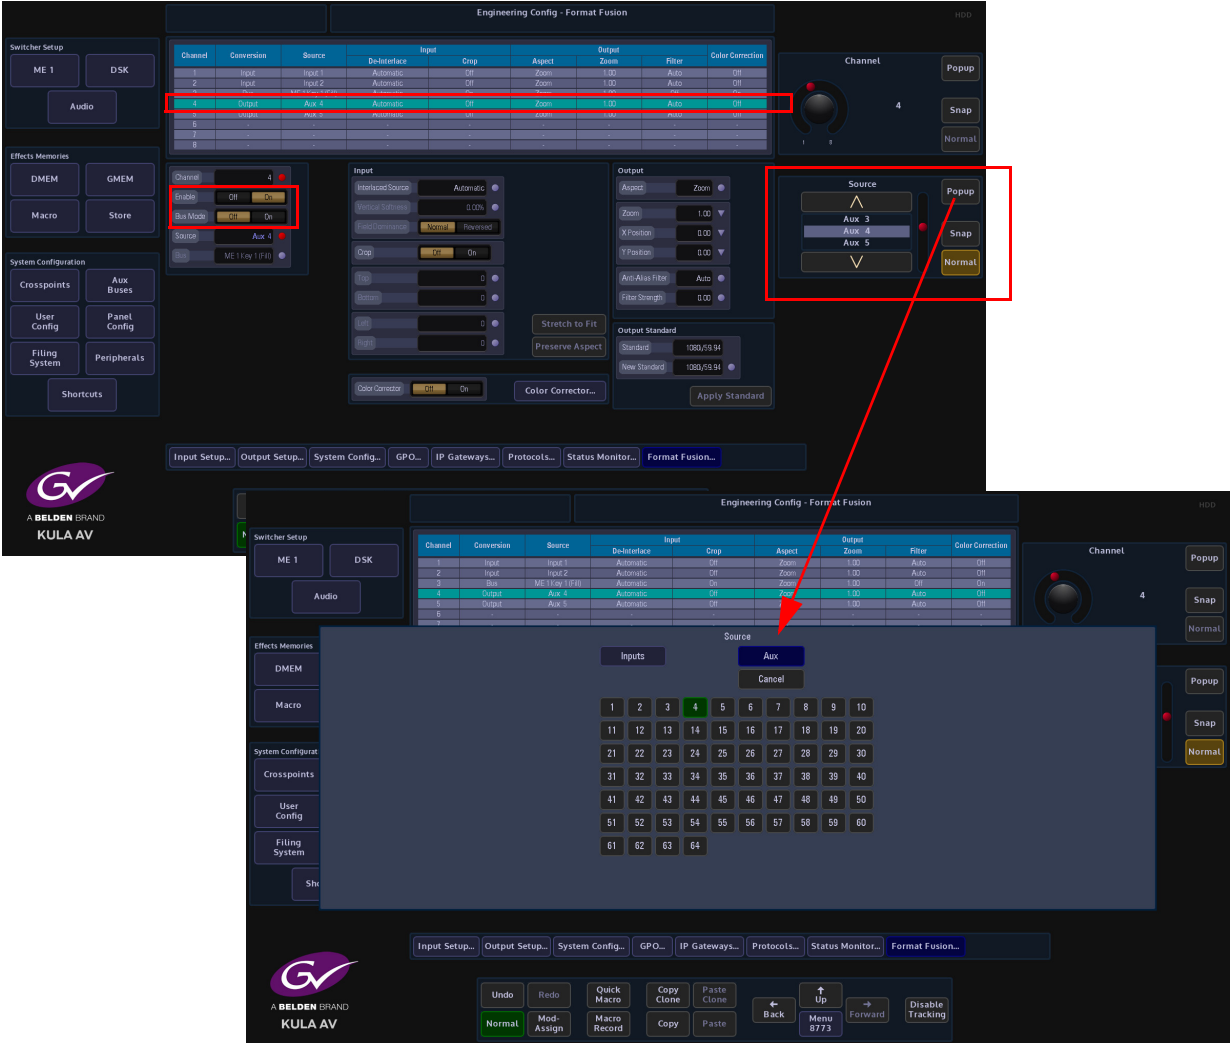 Engineering Config - Format Fusion
HDD
Switcher Setup
ME 1
DSK
Audio
Effects Memories
DMEM
GMEM
Macro
Store
System Configuration
Crosspoints
Aux Buses
User Config
Panel Config
Filing System
Peripherals
Shortcuts
Input
Output
Channel Conversion Source De-Interlace Crop Aspect Zoom Filter Color Correction
1 Input Input 1 Automatic Off Zoom 1.00 Auto Off
2 Input Input 2 Automatic Off Zoom 1.00 Auto Off
4 Output Aux 4 Automatic Off Zoom 1.00 Auto Off
5 Output Aux 5 Automatic Off Zoom 1.00 Auto Off
6 - - - - - - - -
7 - - - - - - - -
8 - - - - - - - -
Channel
4
I II
Popup
Snap
Normal
Channel 4
Enable Off On
Bus Mode Off On
Source Aux 4
Bus ME 1 Key 1 (Fill)
Input
Interlaced Source Automatic
Vertical Softness 0.00%
Field Dominance Normal Reversed
Crop Off On
Top 0
Bottom 0
Left 0
Right 0
Stretch to Fit
Preserve Aspect
Color Corrector Off On
Color Corrector...
Output
Aspect Zoom
Zoom 1.00
X Position 0.00
Y Position 0.00
Anti-Alias Filter Auto
Filter Strength 0.00
Output Standard
Standard 1080i/59.94
New Standard 1080i/59.94
Apply Standard
Source
Aux 3
Aux 4
Aux 5
Popup
Snap
Normal
Input Setup... Output Setup... System Config... GPO... IP Gateways... Protocols... Status Monitor... Format Fusion...
GV
A BELDEN BRAND
KULA AV
Engineering Config - Format Fusion
HDD
Switcher Setup
ME 1
DSK
Audio
Effects Memories
DMEM
Macro
System Configurat
Crosspoints
User Config
Filing System
Sho
Input
Output
Channel Conversion Source De-Interlace Crop Aspect Zoom Filter Color Correction
1 Input Input 1 Automatic Off Zoom 1.00 Auto Off
2 Input Input 2 Automatic Off Zoom 1.00 Auto Off
3 Bus ME 1 Key 1 (Fill) Automatic On Zoom 1.00 Off On
4 Output Aux 4 Automatic Off Zoom 1.00 Auto Off
5 Output Aux 5 Automatic Off Zoom 1.00 Auto Off
6 - - - - - - - -
Channel
4
Popup
Snap
Normal
Popup
Snap
Normal
Source
Inputs
Aux
Cancel
1 2 3 4 5 6 7 8 9 10
11 12 13 14 15 16 17 18 19 20
21 22 23 24 25 26 27 28 29 30
31 32 33 34 35 36 37 38 39 40
41 42 43 44 45 46 47 48 49 50
51 52 53 54 55 56 57 58 59 60
61 62 63 64
Input Setup... Output Setup... System Config... GPO... IP Gateways... Protocols... Status Monitor... Format Fusion...
GV
A BELDEN BRAND
KULA AV
Undo
Redo
Quick Macro
Copy Clone
Paste Clone
Normal
Mod-Assign
Macro Record
Copy
Paste
Back
Up
Menu 8773
Forward
Disable Tracking